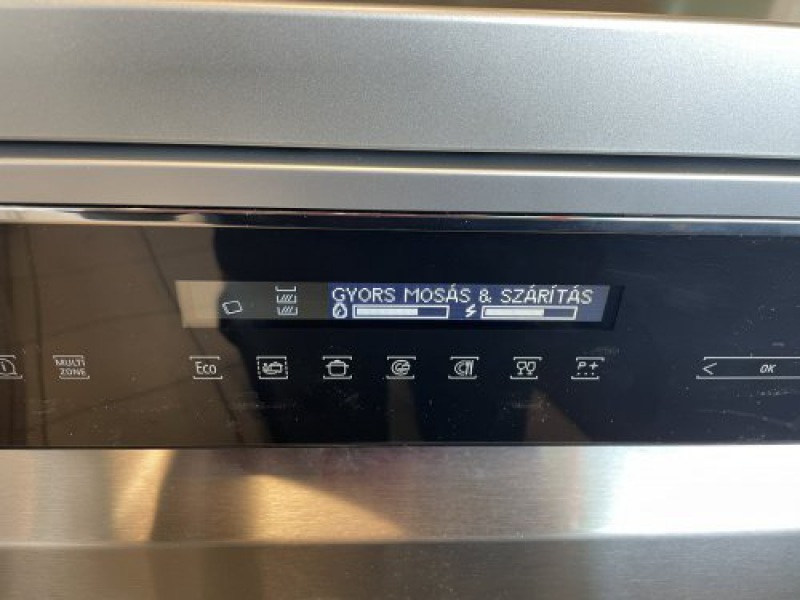 GYORS MOSÁS & SZÁRÍTÁS
MULTI
ZONE
Eco
P+
< OK